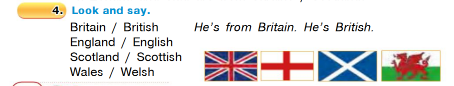 4. Look and say.
Britain / British He's from Britain. He's British.
England / English
Scotland / Scottish
Wales / Welsh